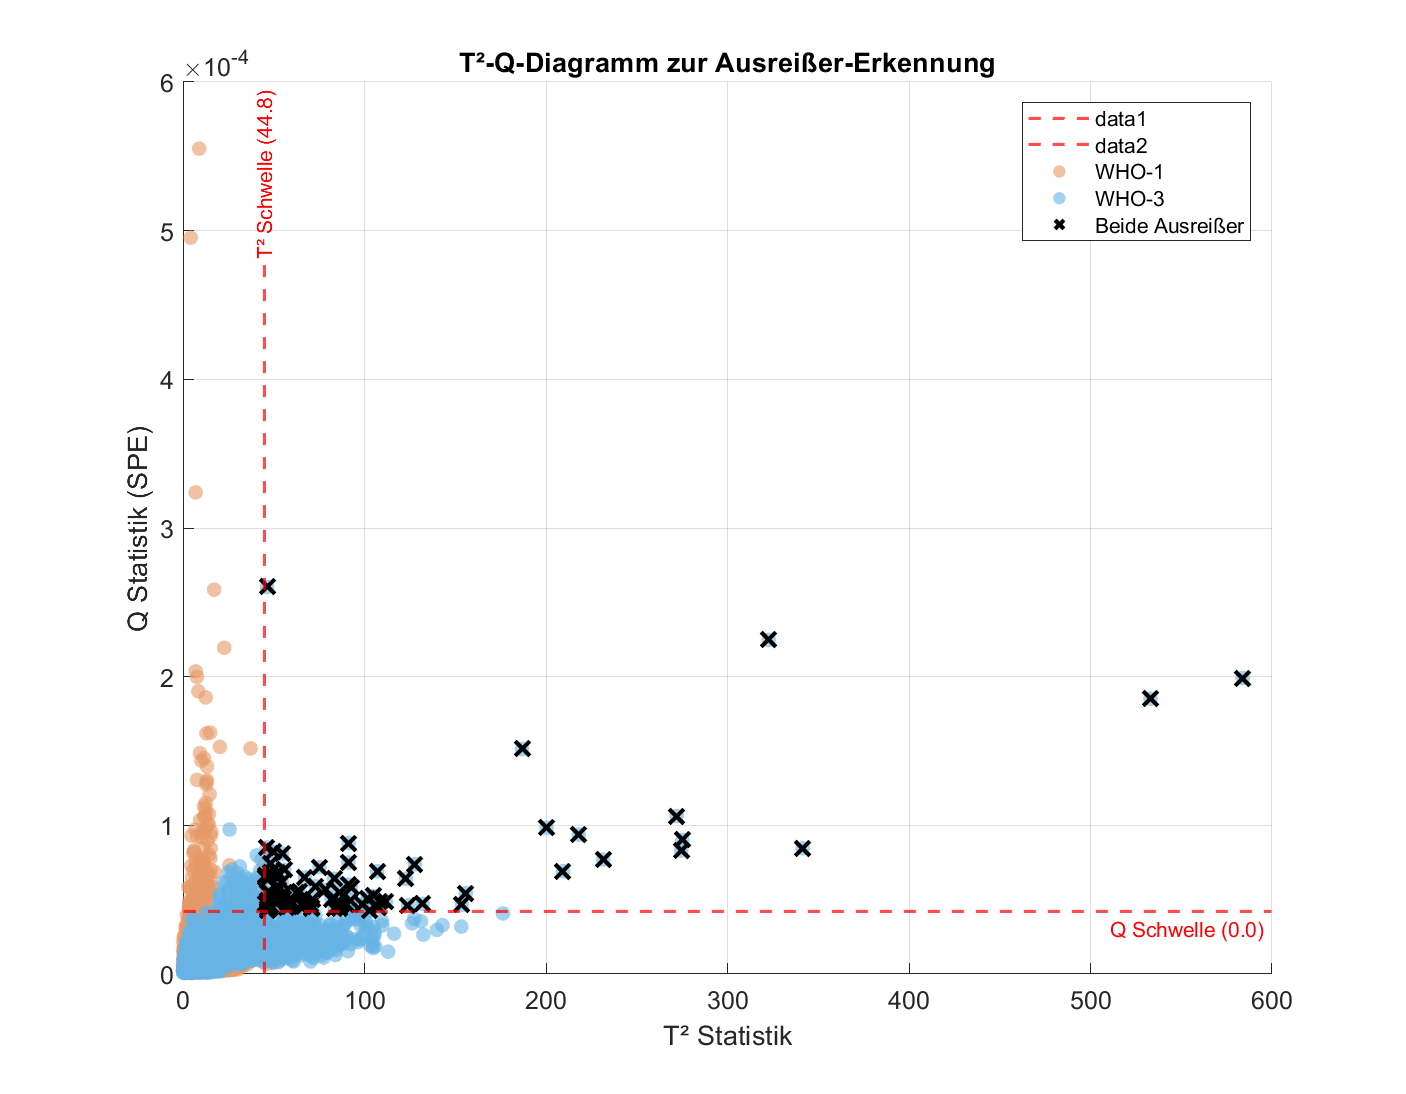 T²-Q-Diagramm zur Ausreißer-Erkennung
×10⁻⁴
6
5
4
3
2
1
0
Q Statistik (SPE)
T² Schwelle (44.8)
data1
data2
WHO-1
WHO-3
Beide Ausreißer
Q Schwelle (0.0)
0 100 200 300 400 500 600
T² Statistik